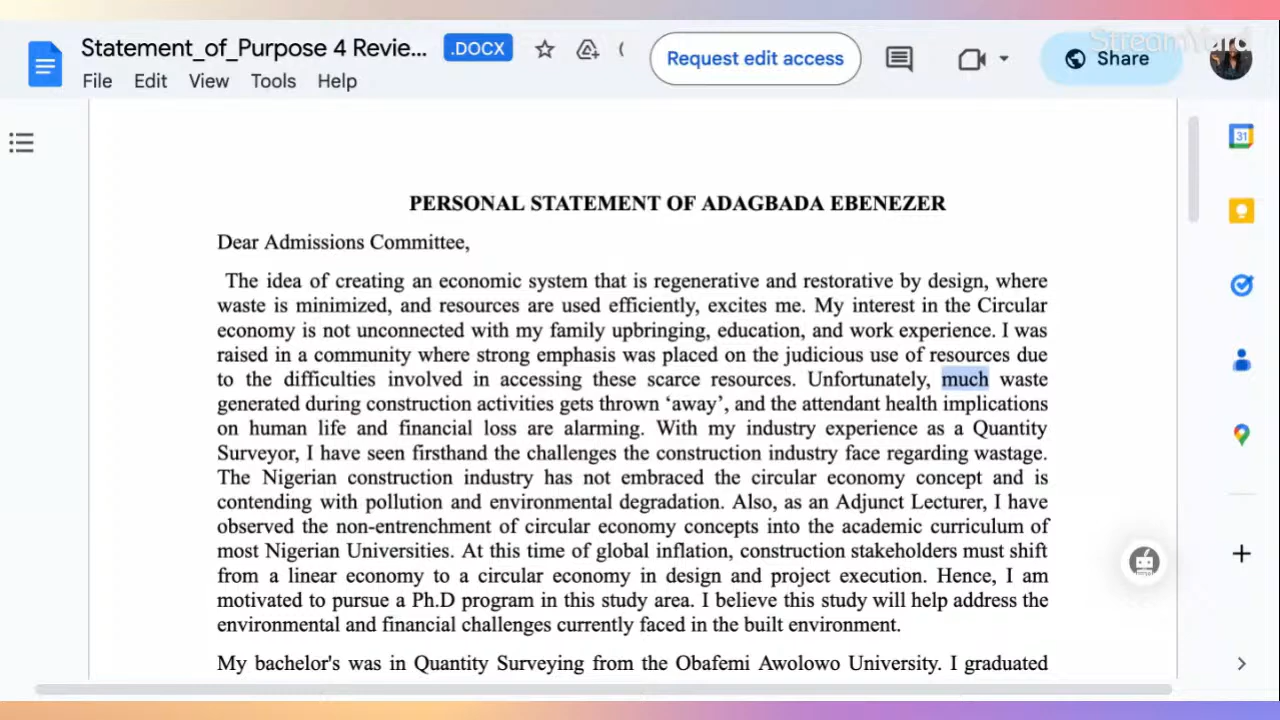 Statement_of_Purpose 4 Revie...
.DOCX
Request edit access
Share
StreamYard
File Edit View Tools Help
31
PERSONAL STATEMENT OF ADAGBADA EBENEZER
Dear Admissions Committee,
The idea of creating an economic system that is regenerative and restorative by design, where
waste is minimized, and resources are used efficiently, excites me. My interest in the Circular
economy is not unconnected with my family upbringing, education, and work experience. I was
raised in a community where strong emphasis was placed on the judicious use of resources due
to the difficulties involved in accessing these scarce resources. Unfortunately, much waste
generated during construction activities gets thrown ‘away’, and the attendant health implications
on human life and financial loss are alarming. With my industry experience as a Quantity
Surveyor, I have seen firsthand the challenges the construction industry face regarding wastage.
The Nigerian construction industry has not embraced the circular economy concept and is
contending with pollution and environmental degradation. Also, as an Adjunct Lecturer, I have
observed the non-entrenchment of circular economy concepts into the academic curriculum of
most Nigerian Universities. At this time of global inflation, construction stakeholders must shift
from a linear economy to a circular economy in design and project execution. Hence, I am
motivated to pursue a Ph.D program in this study area. I believe this study will help address the
environmental and financial challenges currently faced in the built environment.
My bachelor's was in Quantity Surveying from the Obafemi Awolowo University. I graduated